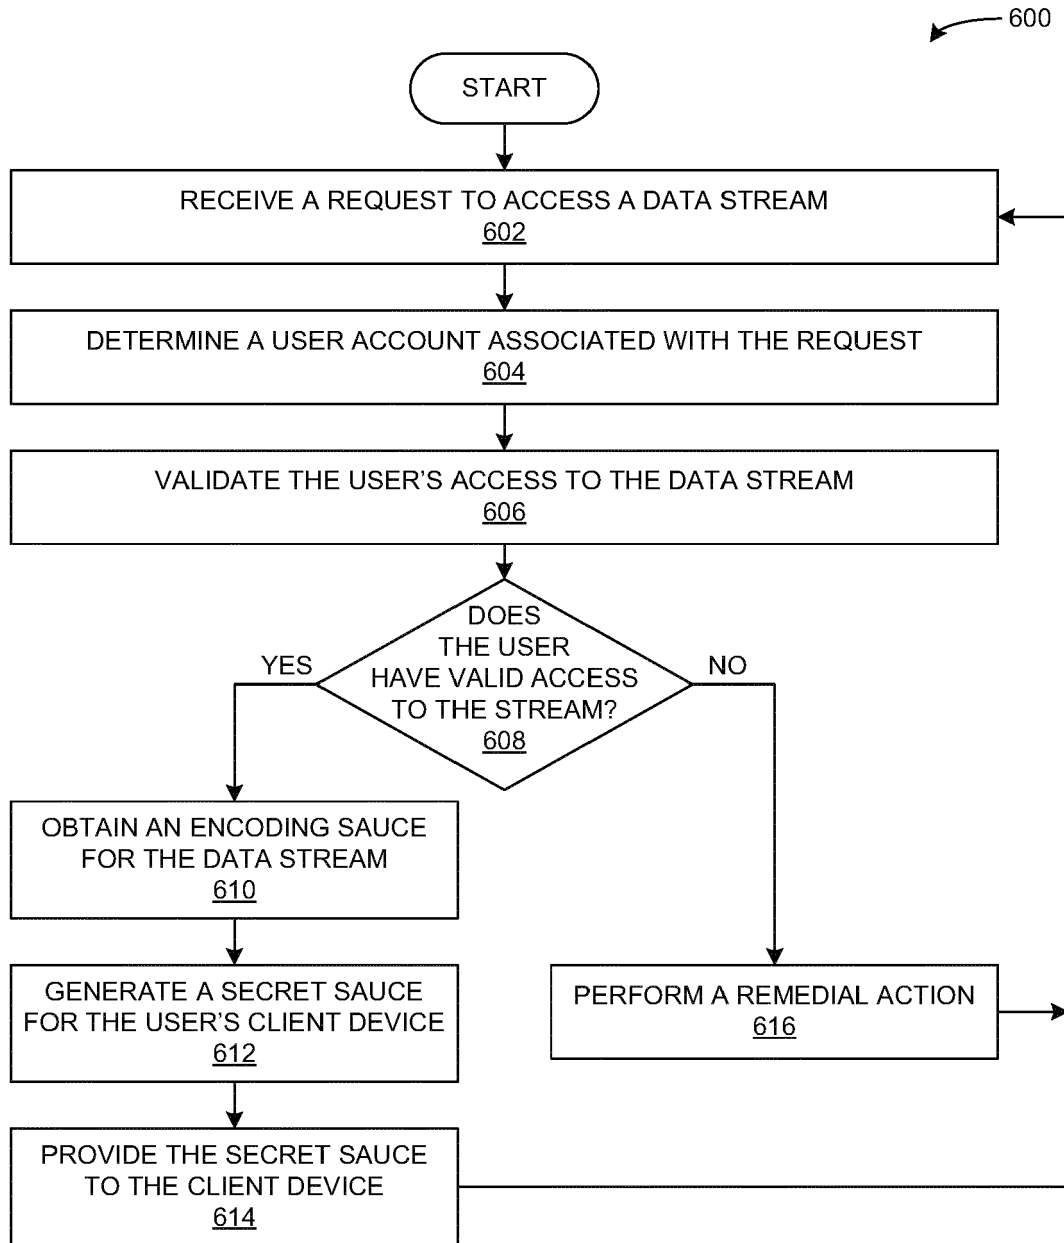 600
START
RECEIVE A REQUEST TO ACCESS A DATA STREAM
602
DETERMINE A USER ACCOUNT ASSOCIATED WITH THE REQUEST
604
VALIDATE THE USER'S ACCESS TO THE DATA STREAM
606
DOES
THE USER
HAVE VALID ACCESS
TO THE STREAM?
608
YES
NO
OBTAIN AN ENCODING SAUCE
FOR THE DATA STREAM
610
GENERATE A SECRET SAUCE
FOR THE USER'S CLIENT DEVICE
612
PERFORM A REMEDIAL ACTION
616
PROVIDE THE SECRET SAUCE
TO THE CLIENT DEVICE
614